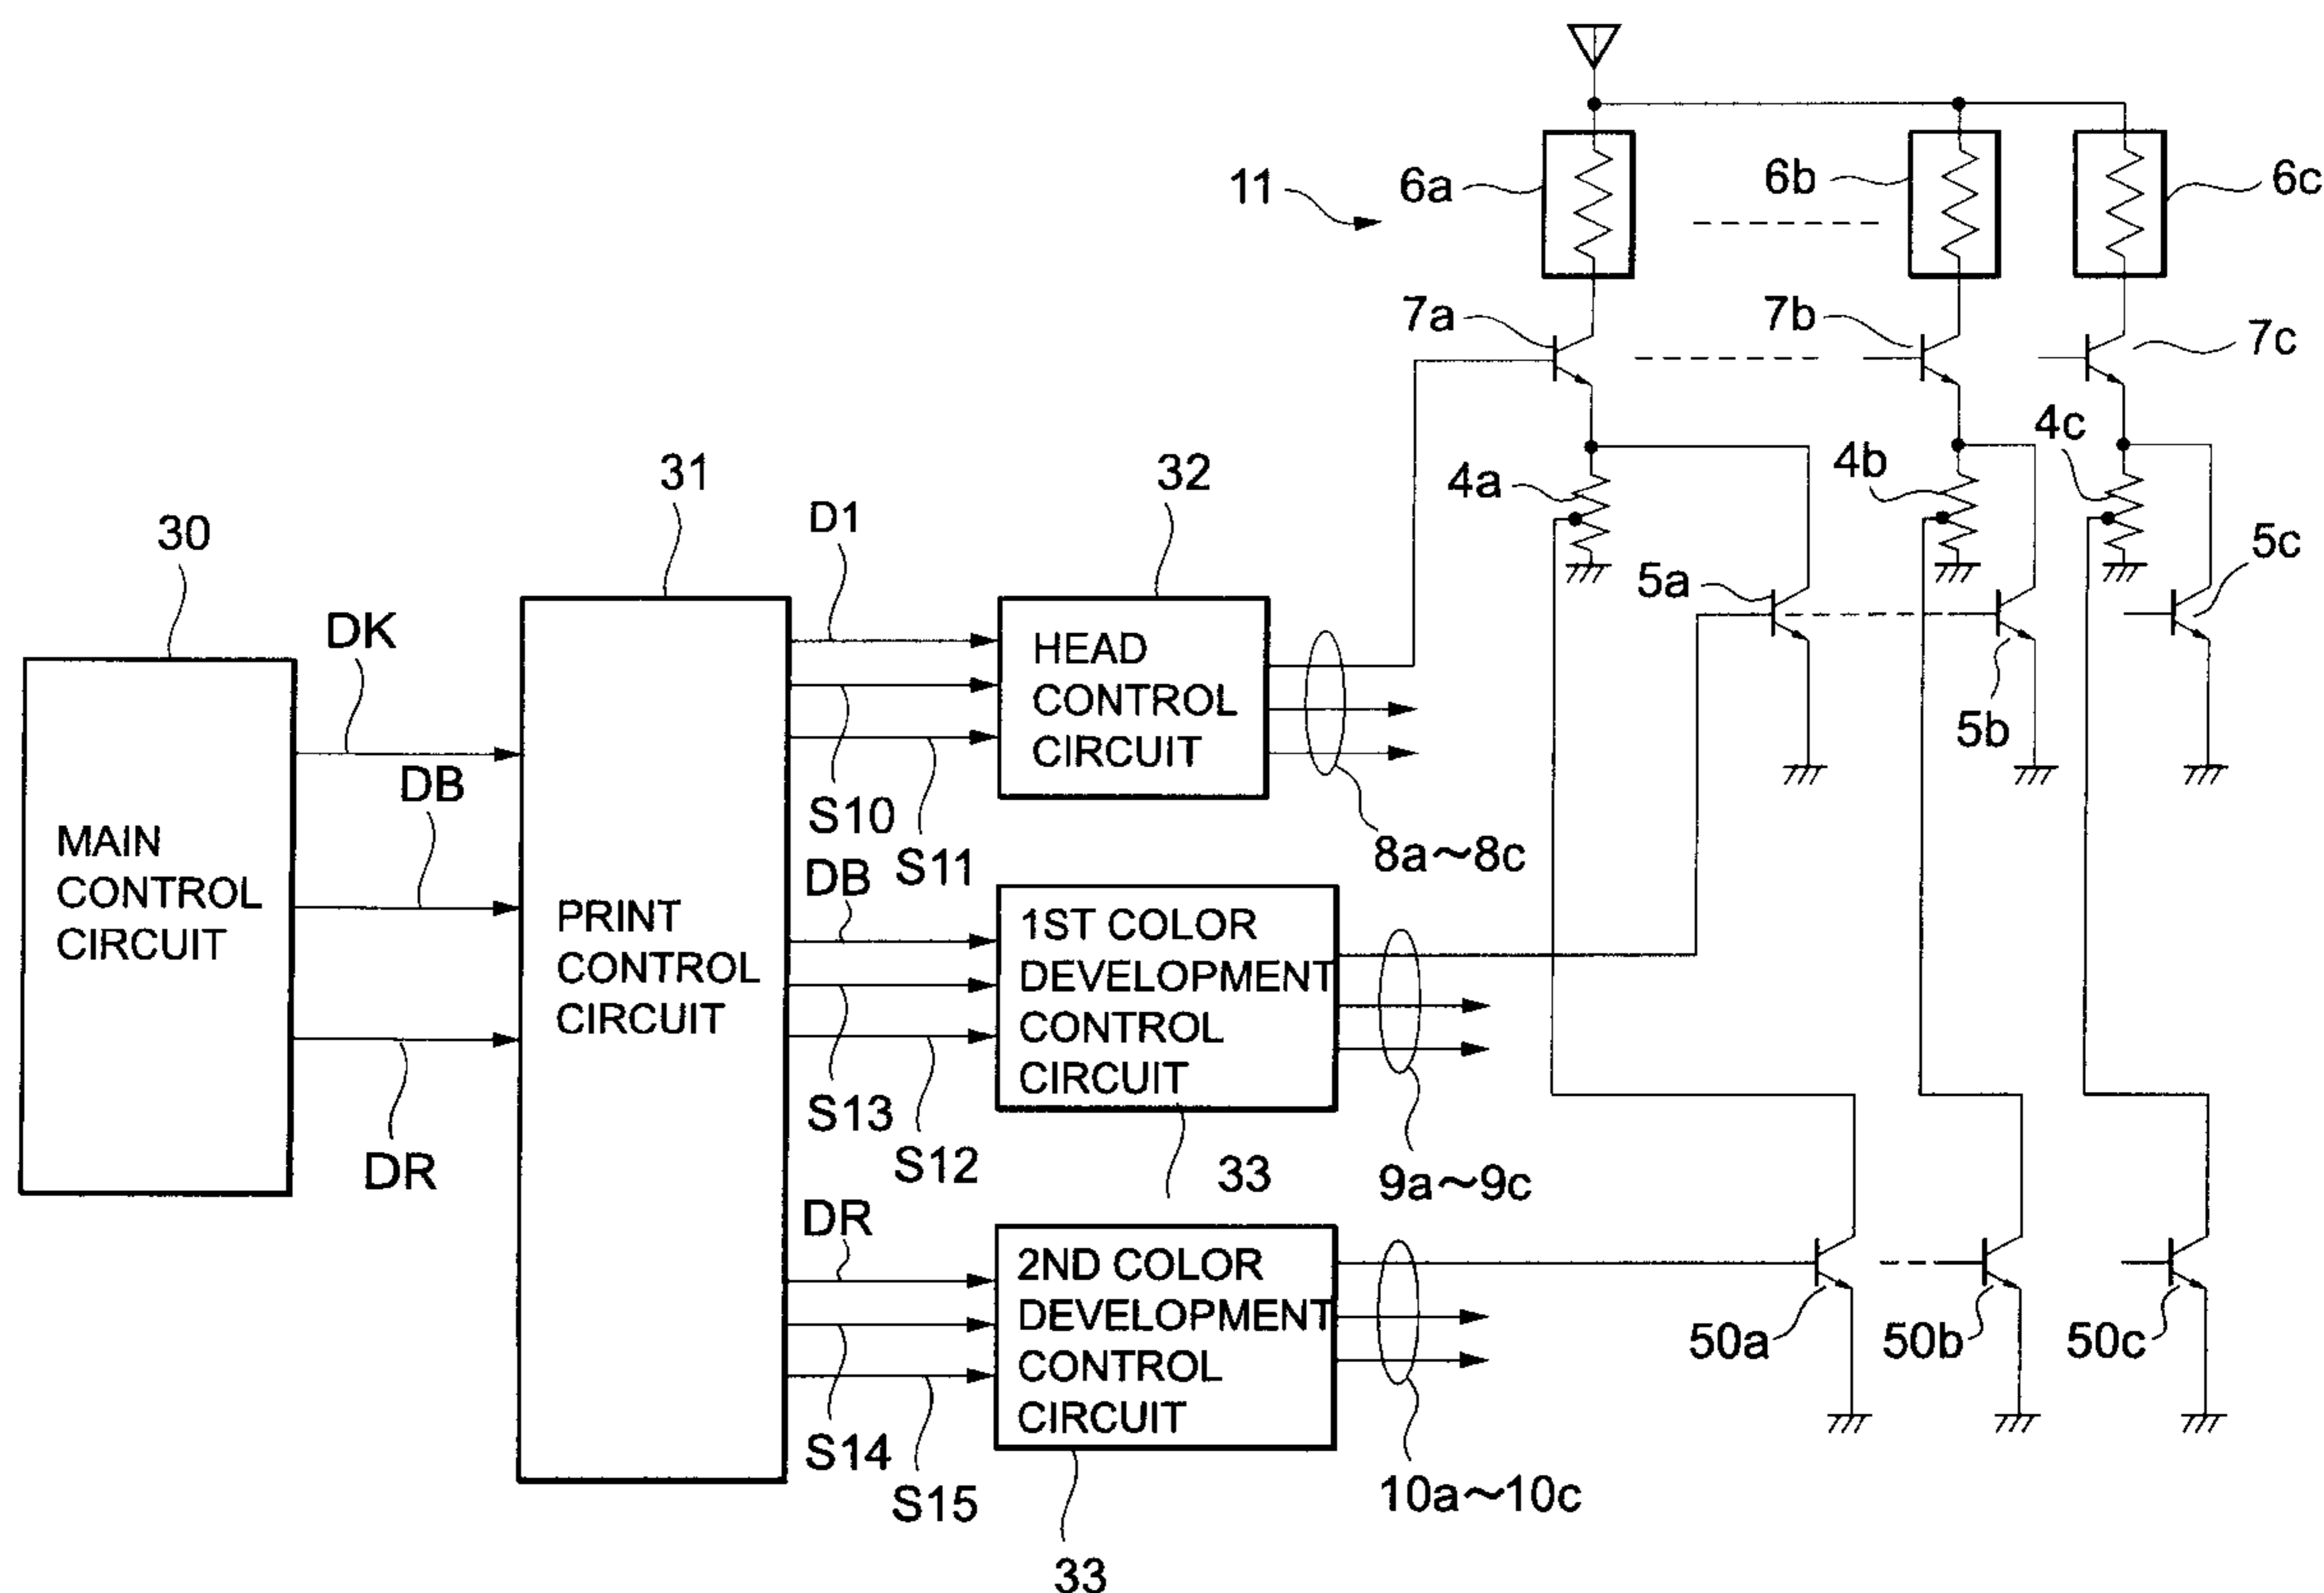 11
6a
6b
6c
7a
7b
7c
4a
4b
4c
5a
5b
5c
30
31
32
DK
DB
DR
MAIN
CONTROL
CIRCUIT
PRINT
CONTROL
CIRCUIT
D1
S10
S11
HEAD
CONTROL
CIRCUIT
8a～8c
DB
S13
S12
1ST COLOR
DEVELOPMENT
CONTROL
CIRCUIT
33
9a～9c
DR
S14
S15
2ND COLOR
DEVELOPMENT
CONTROL
CIRCUIT
33
10a～10c
50a
50b
50c